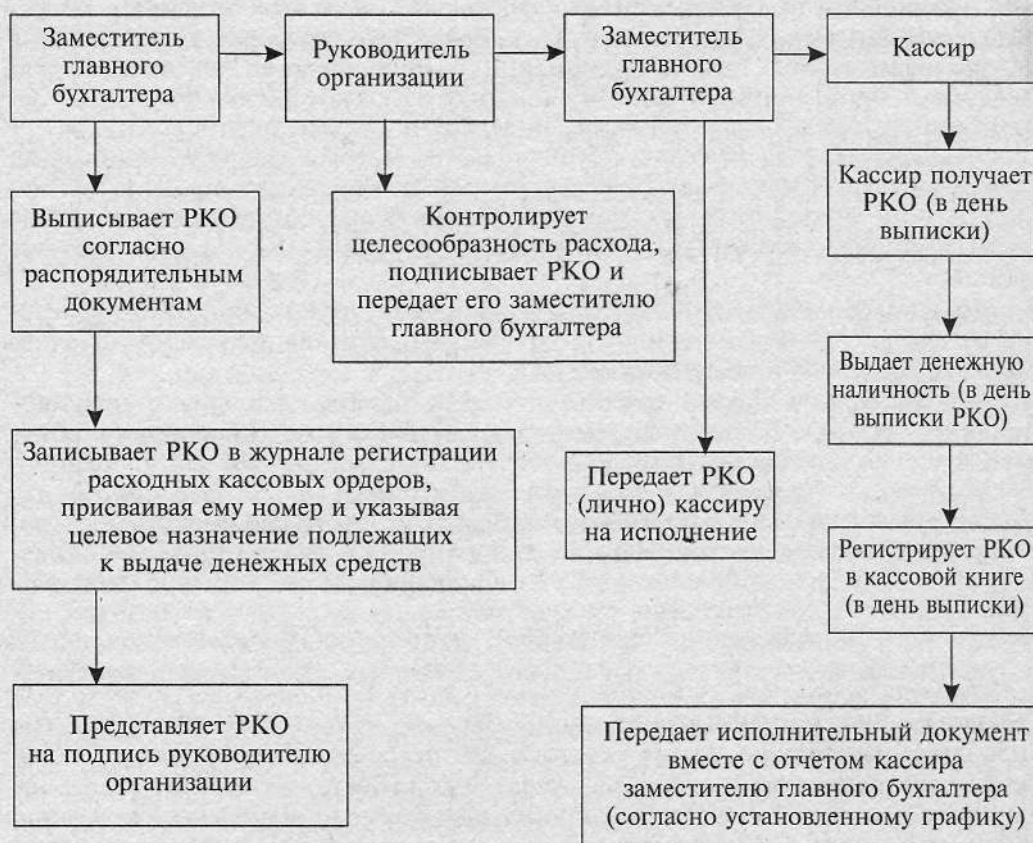 Заместитель
главного
бухгалтера
Руководитель
организации
Заместитель
главного
бухгалтера
Кассир
Выписывает РКО
согласно
распорядительным
документам
Контролирует
целесообразность расхода,
подписывает РКО и
передает его заместителю
главного бухгалтера
Кассир получает
РКО (в день
выписки)
Выдает денежную
наличность (в день
выписки РКО)
Записывает РКО в журнале регистрации
расходных кассовых ордеров,
присваивая ему номер и указывая
целевое назначение подлежащих
к выдаче денежных средств
Передает РКО
(лично) кассиру
на исполнение
Регистрирует РКО
в кассовой книге
(в день выписки)
Представляет РКО
на подпись руководителю
организации
Передает исполнительный документ
вместе с отчетом кассира
заместителю главного бухгалтера
(согласно установленному графику)